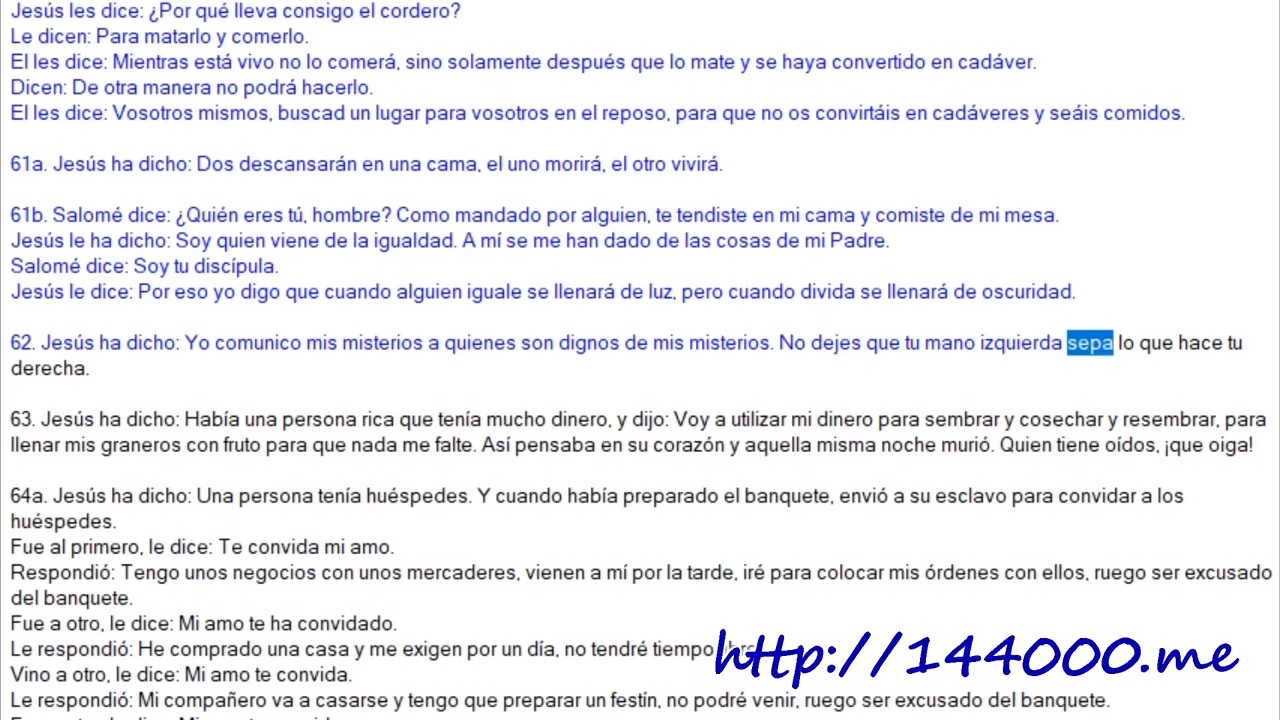 Jesús les dice: ¿Por qué lleva consigo el cordero?
Le dicen: Para matarlo y comerlo.
El les dice: Mientras está vivo no lo comerá, sino solamente después que lo mate y se haya convertido en cadáver.
Dicen: De otra manera no podrá hacerlo.
El les dice: Vosotros mismos, buscad un lugar para vosotros en el reposo, para que no os convirtáis en cadáveres y seáis comidos.
61a. Jesús ha dicho: Dos descansarán en una cama, el uno morirá, el otro vivirá.
61b. Salomé dice: ¿Quién eres tú, hombre? Como mandado por alguien, te tendiste en mi cama y comiste de mi mesa.
Jesús le ha dicho: Soy quien viene de la igualdad. A mí se me han dado de las cosas de mi Padre.
Salomé dice: Soy tu discípula.
Jesús le dice: Por eso yo digo que cuando alguien iguale se llenará de luz, pero cuando divida se llenará de oscuridad.
62. Jesús ha dicho: Yo comunico mis misterios a quienes son dignos de mis misterios. No dejes que tu mano izquierda sepa lo que hace tu
derecha.
63. Jesús ha dicho: Había una persona rica que tenía mucho dinero, y dijo: Voy a utilizar mi dinero para sembrar y cosechar y resembrar, para
llenar mis graneros con fruto para que nada me falte. Así pensaba en su corazón y aquella misma noche murió. Quien tiene oídos, ¡que oiga!
64a. Jesús ha dicho: Una persona tenía huéspedes. Y cuando había preparado el banquete, envió a su esclavo para convidar a los
huéspedes.
Fue al primero, le dice: Te convida mi amo.
Respondió: Tengo unos negocios con unos mercaderes, vienen a mí por la tarde, iré para colocar mis órdenes con ellos, ruego ser excusado
del banquete.
Fue a otro, le dice: Mi amo te ha convidado.
Le respondió: He comprado una casa y me exigen por un día, no tendré tiempo
http://144000.me
Vino a otro, le dice: Mi amo te convida.
Le respondió: Mi compañero va a casarse y tengo que preparar un festín, no podré venir, ruego ser excusado del banquete.